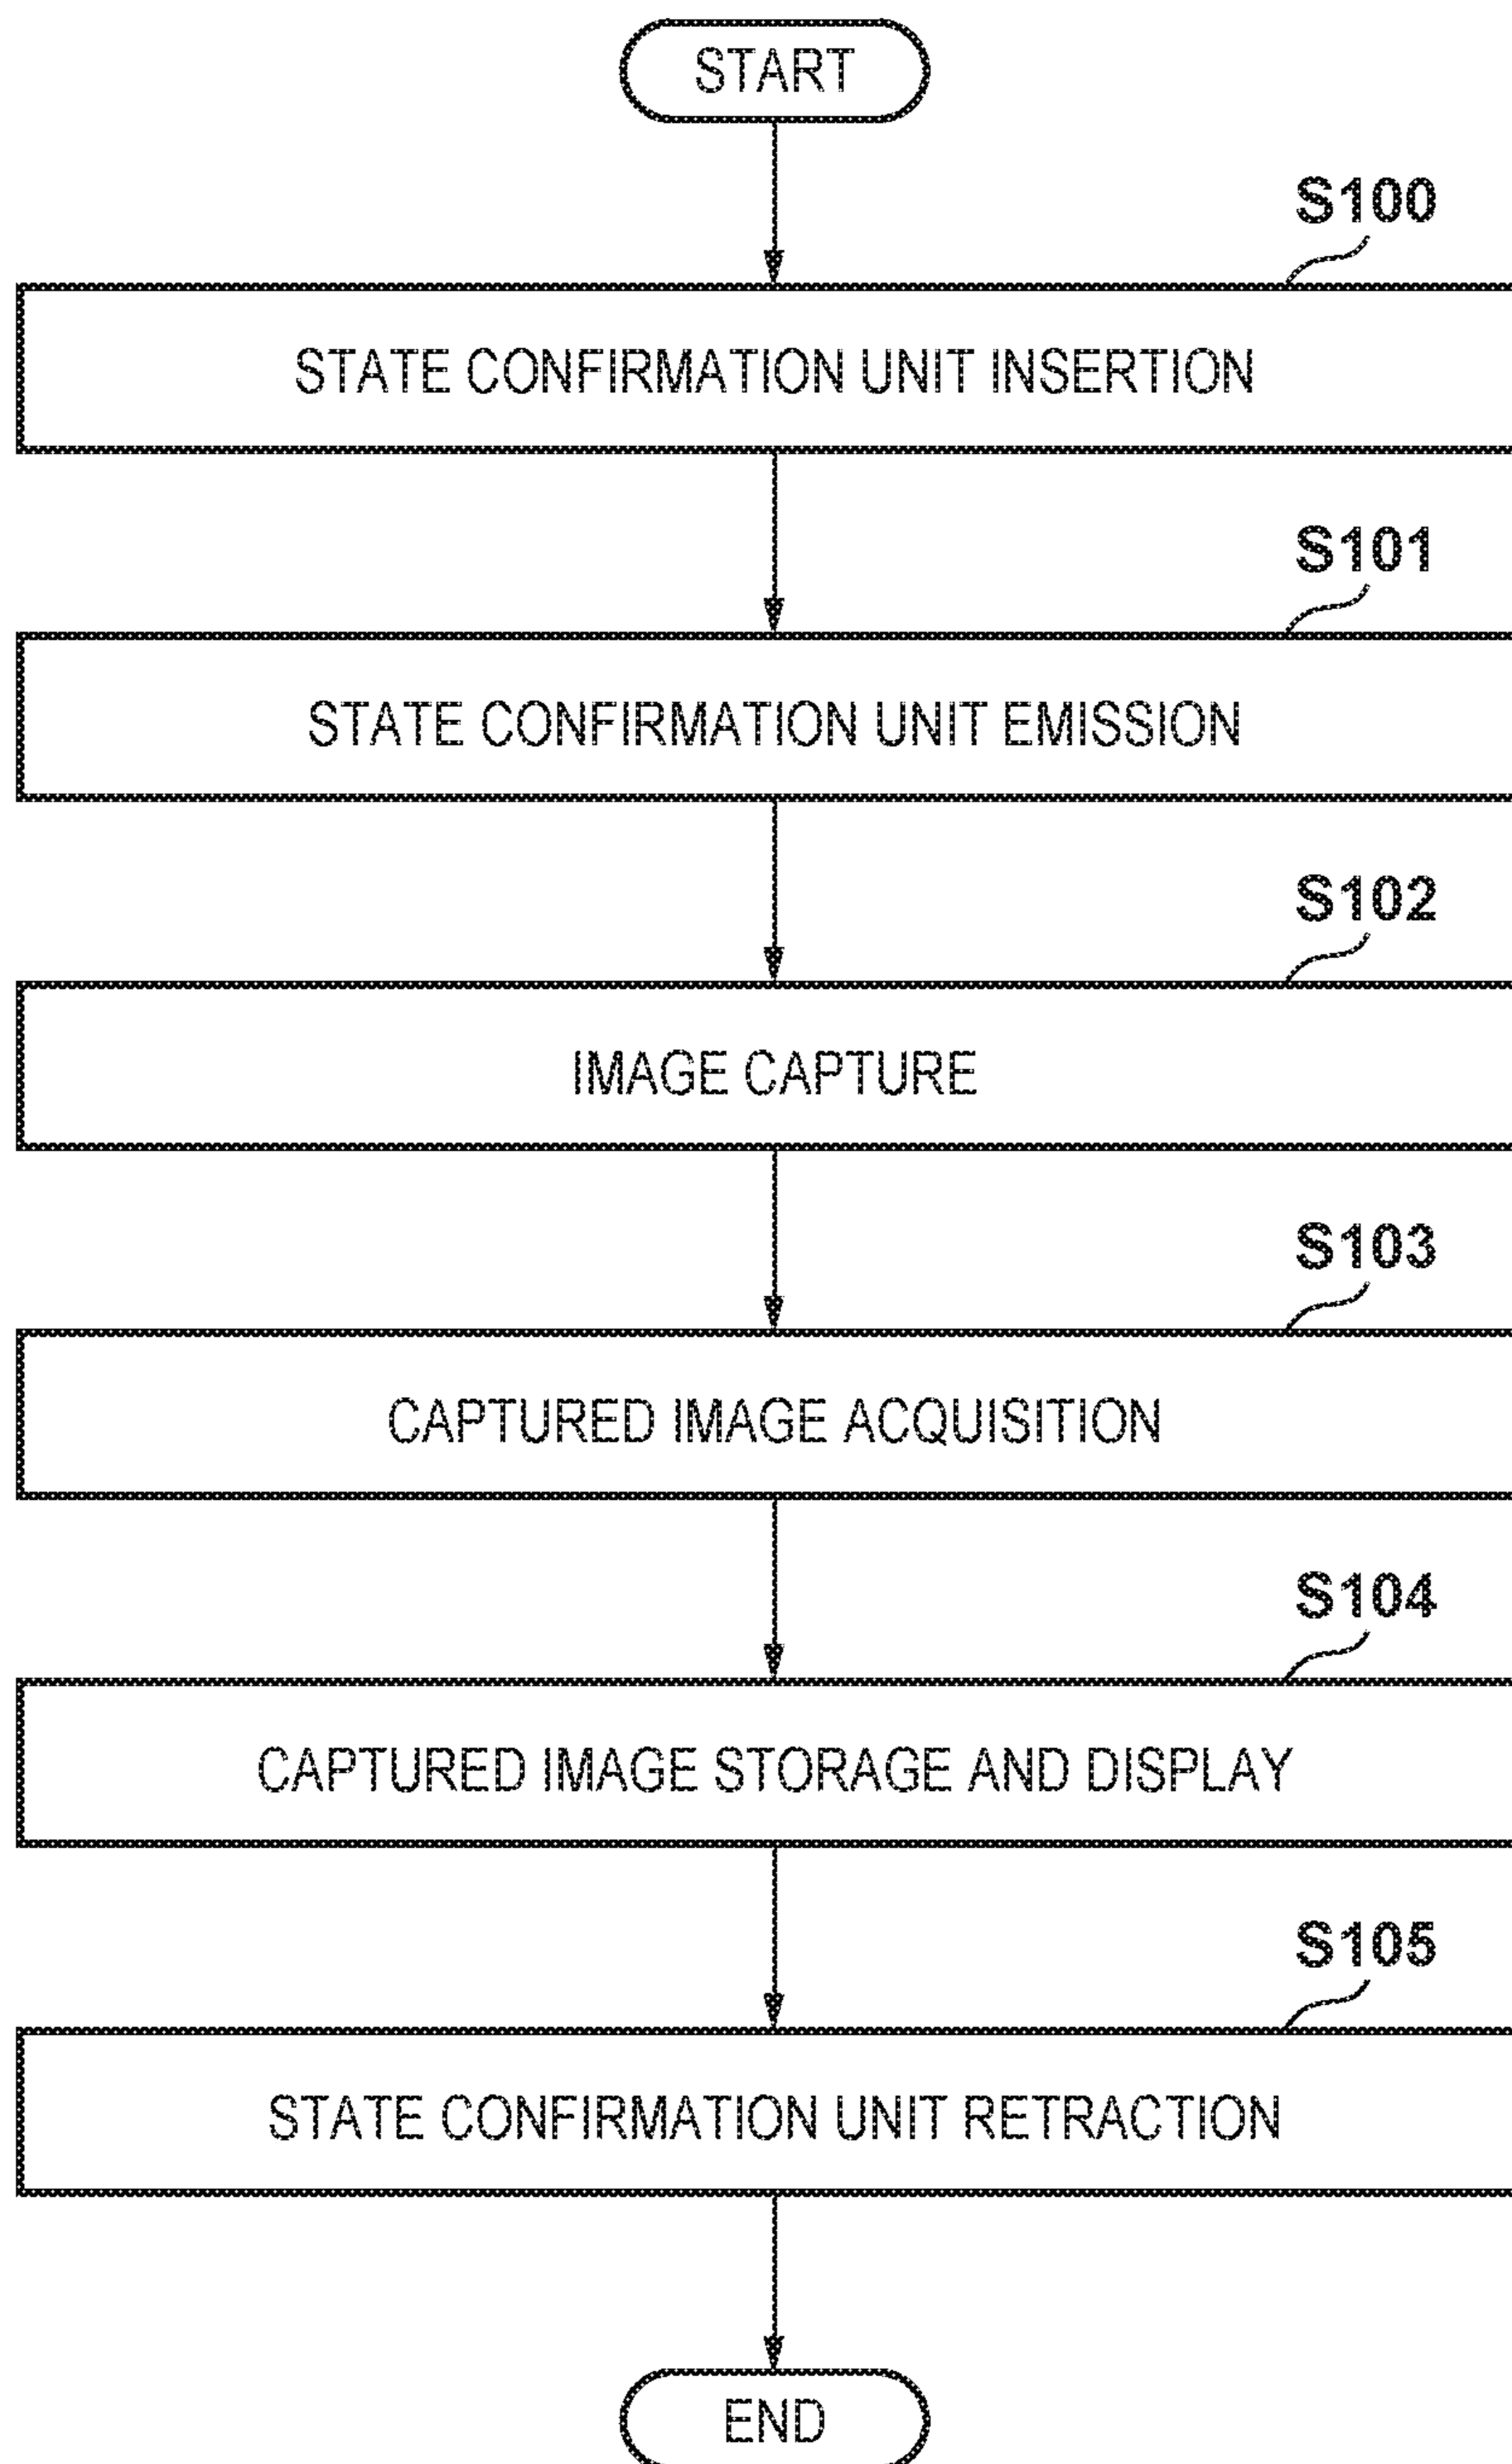 START
S100
STATE CONFIRMATION UNIT INSERTION
S101
STATE CONFIRMATION UNIT EMISSION
S102
IMAGE CAPTURE
S103
CAPTURED IMAGE ACQUISITION
S104
CAPTURED IMAGE STORAGE AND DISPLAY
S105
STATE CONFIRMATION UNIT RETRACTION
END